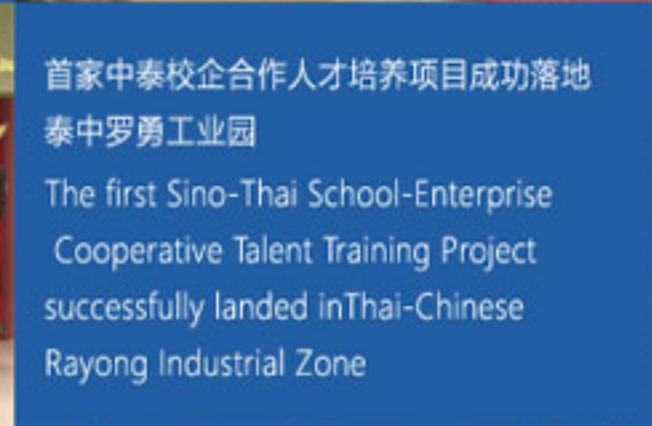 首家中泰校企合作人才培养项目成功落地
泰中罗勇工业园
The first Sino-Thai School-Enterprise
Cooperative Talent Training Project
successfully landed inThai-Chinese
Rayong Industrial Zone